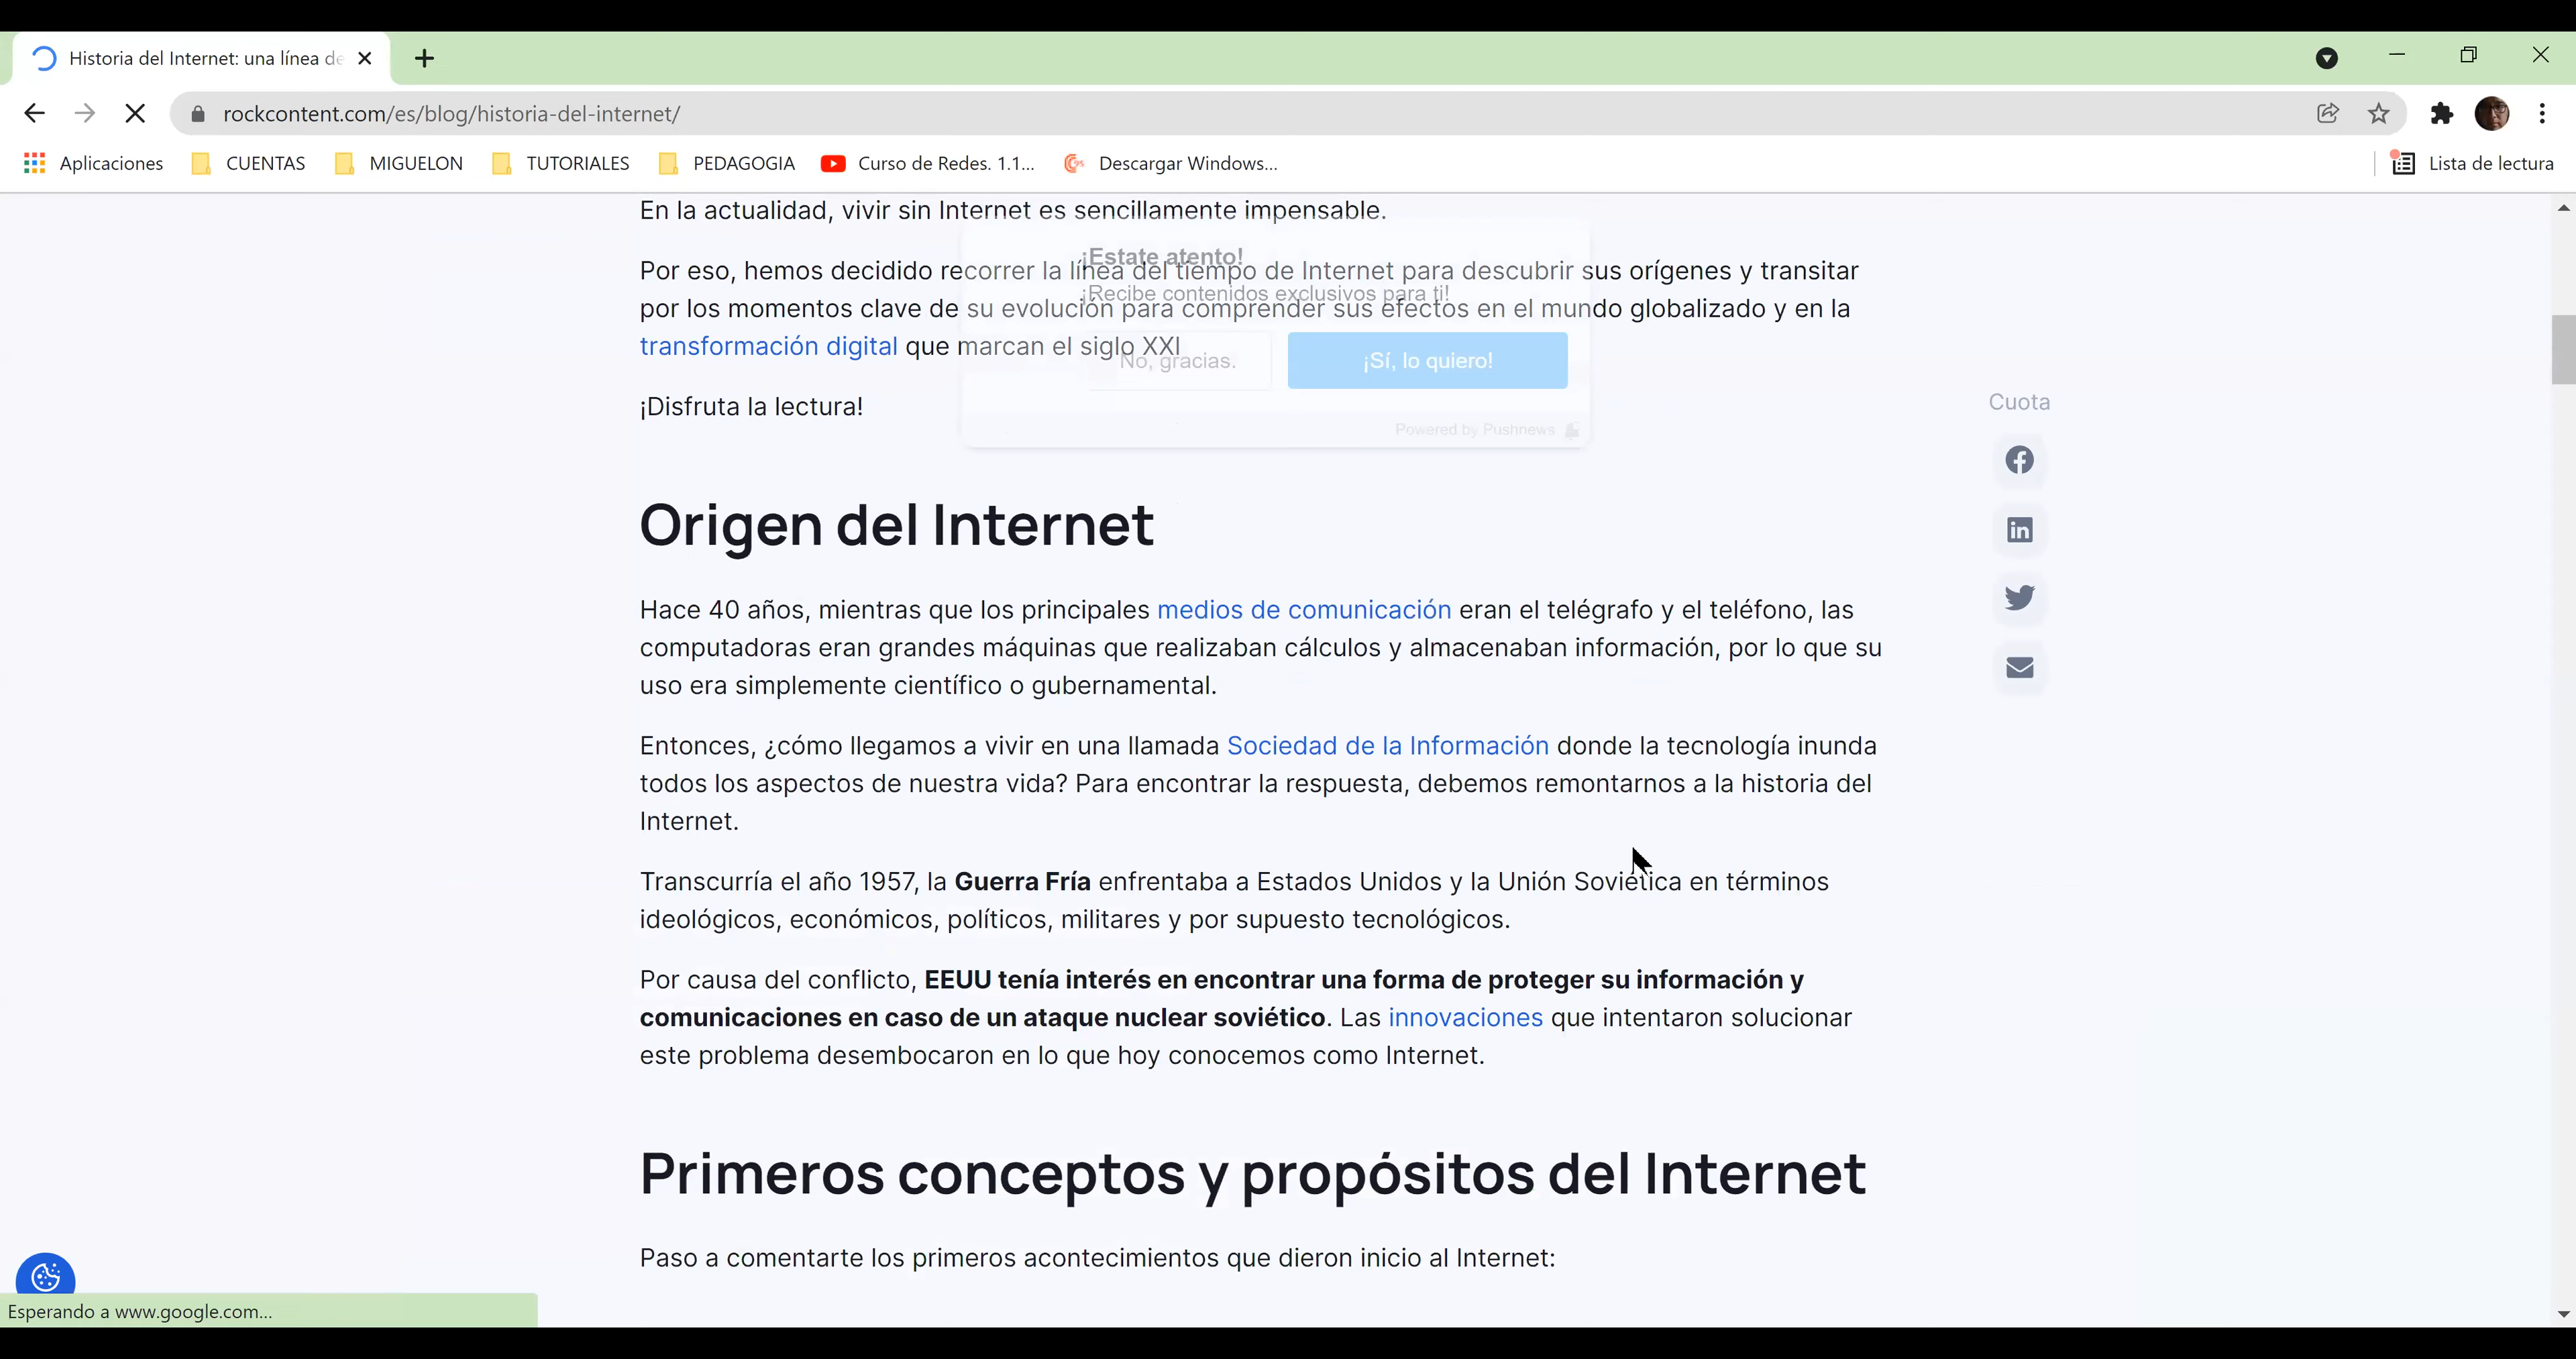 Historia del Internet: una línea de
rockcontent.com/es/blog/historia-del-internet/
Aplicaciones CUENTAS MIGUELON TUTORIALES PEDAGOGIA Curso de Redes. 1.1... Descargar Windows... Lista de lectura
En la actualidad, vivir sin Internet es sencillamente impensable.
¡Estate atento!
Por eso, hemos decidido recorrer la línea del tiempo de Internet para descubrir sus orígenes y transitar
¡Recibe contenidos exclusivos para ti!
por los momentos clave de su evolución para comprender sus efectos en el mundo globalizado y en la
transformación digital que marcan el siglo XXI
No, gracias. ¡Sí, lo quiero!
¡Disfruta la lectura!
Powered by Pushnews
Cuota
Origen del Internet
Hace 40 años, mientras que los principales medios de comunicación eran el telégrafo y el teléfono, las
computadoras eran grandes máquinas que realizaban cálculos y almacenaban información, por lo que su
uso era simplemente científico o gubernamental.
Entonces, ¿cómo llegamos a vivir en una llamada Sociedad de la Información donde la tecnología inunda
todos los aspectos de nuestra vida? Para encontrar la respuesta, debemos remontarnos a la historia del
Internet.
Transcurría el año 1957, la Guerra Fría enfrentaba a Estados Unidos y la Unión Soviética en términos
ideológicos, económicos, políticos, militares y por supuesto tecnológicos.
Por causa del conflicto, EEUU tenía interés en encontrar una forma de proteger su información y
comunicaciones en caso de un ataque nuclear soviético. Las innovaciones que intentaron solucionar
este problema desembocaron en lo que hoy conocemos como Internet.
Primeros conceptos y propósitos del Internet
Paso a comentarte los primeros acontecimientos que dieron inicio al Internet:
Esperando a www.google.com...